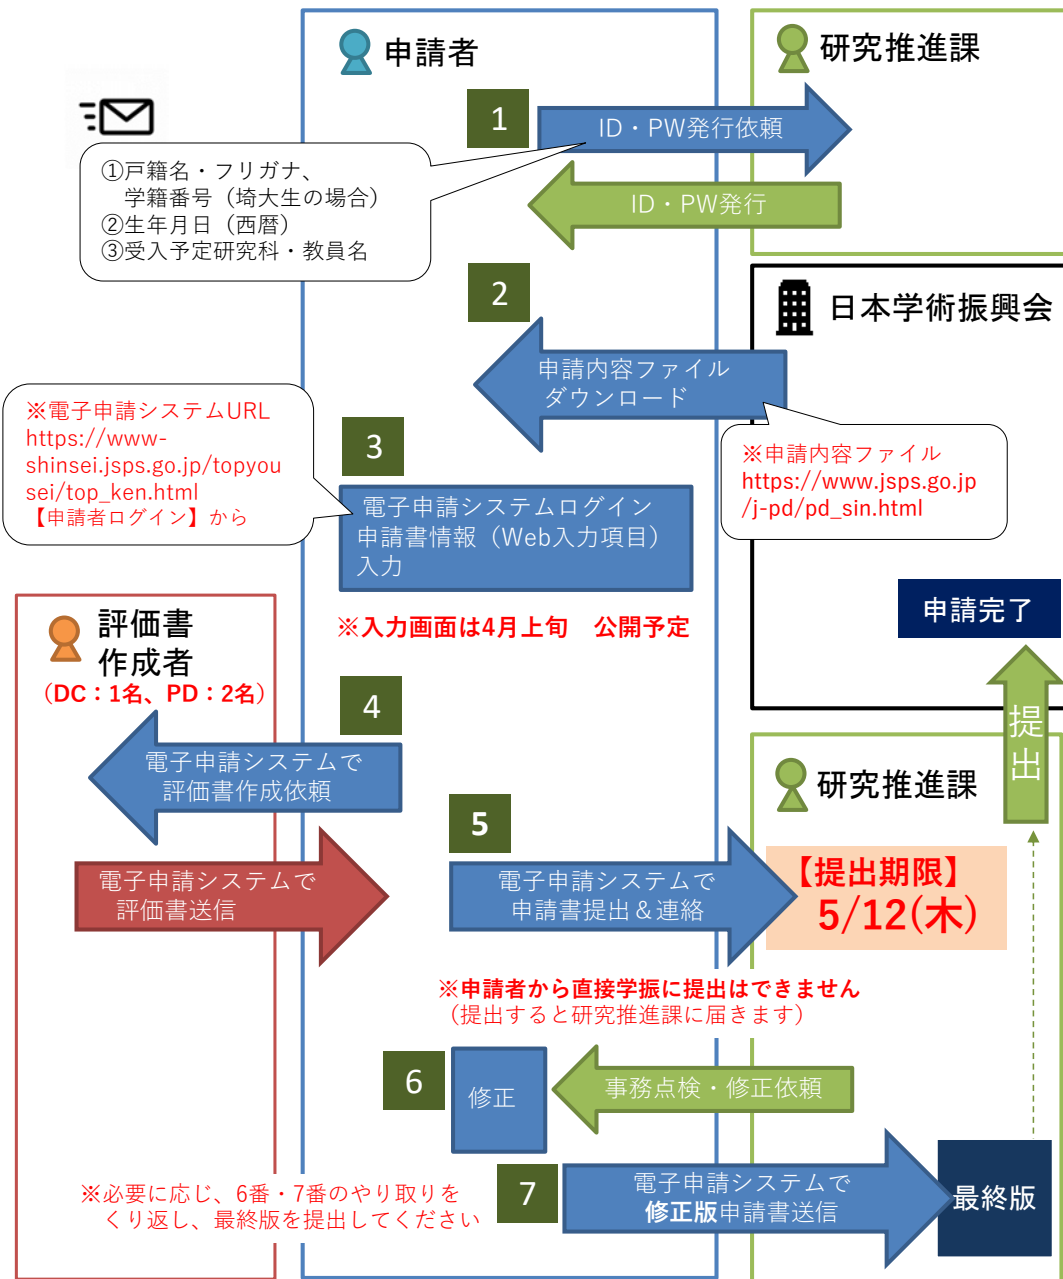 申請者
研究推進課
1
ID・PW発行依頼
①戸籍名・フリガナ、
学籍番号（埼大生の場合）
②生年月日（西暦）
③受入予定研究科・教員名
ID・PW発行
2
日本学術振興会
申請内容ファイル
ダウンロード
※申請内容ファイル
https://www.jsps.go.jp
/j-pd/pd_sin.html
※電子申請システムURL
https://www-
shinsei.jsps.go.jp/topyou
sei/top_ken.html
【申請者ログイン】から
3
電子申請システムログイン
申請書情報（Web入力項目）
入力
※入力画面は4月上旬　公開予定
申請完了
評価書
作成者
（DC：1名、PD：2名）
4
電子申請システムで
評価書作成依頼
提出
研究推進課
電子申請システムで
評価書送信
5
電子申請システムで
申請書提出＆連絡
【提出期限】
5/12(木)
※申請者から直接学振に提出はできません
（提出すると研究推進課に届きます）
6
修正
事務点検・修正依頼
7
電子申請システムで
修正版申請書送信
最終版
※必要に応じ、6番・7番のやり取りを
くり返し、最終版を提出してください